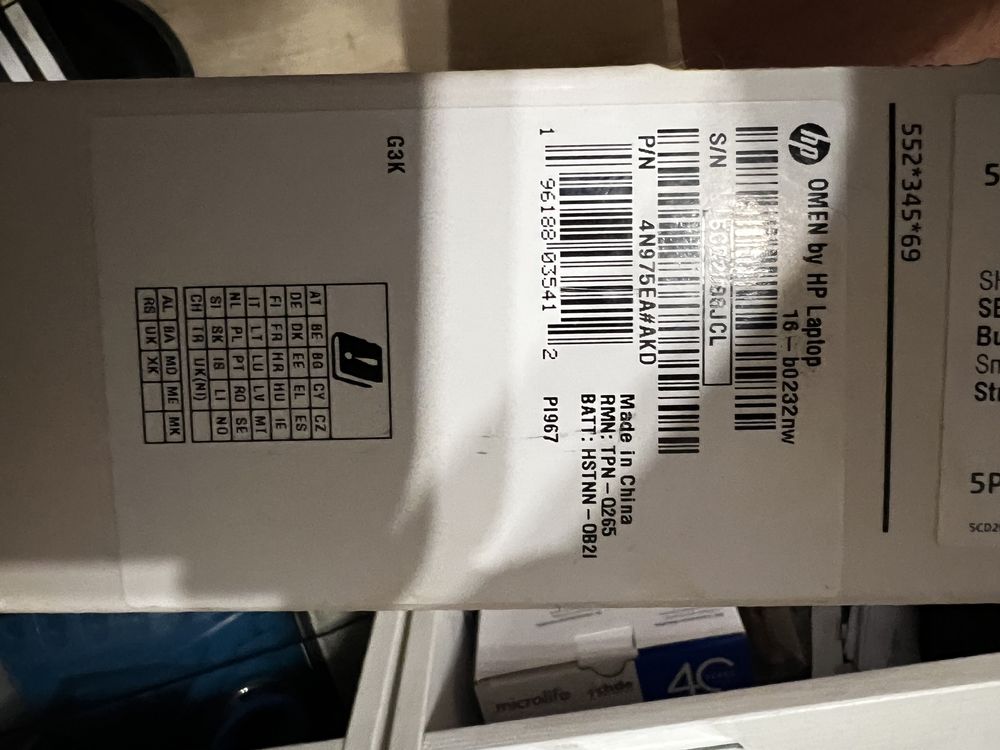 552*345*69
hp OMEN by HP Laptop
16-b0232nw
S/N
P/N 4N975EA#AKD
1 96188 03541 2
Made in China
RMN: TPN-Q265
BATT: HSTNN-OB2I
PI967
G3K
!
AT BE BG CY CZ
DE DK EE EL ES
FI FR HR HU IE
IT LT LU LV MT
NL PL PT RO SE
SI SK IS LI NO
CH TR UK(NI)
AL BA MD ME MK
RS UK XK
microlife